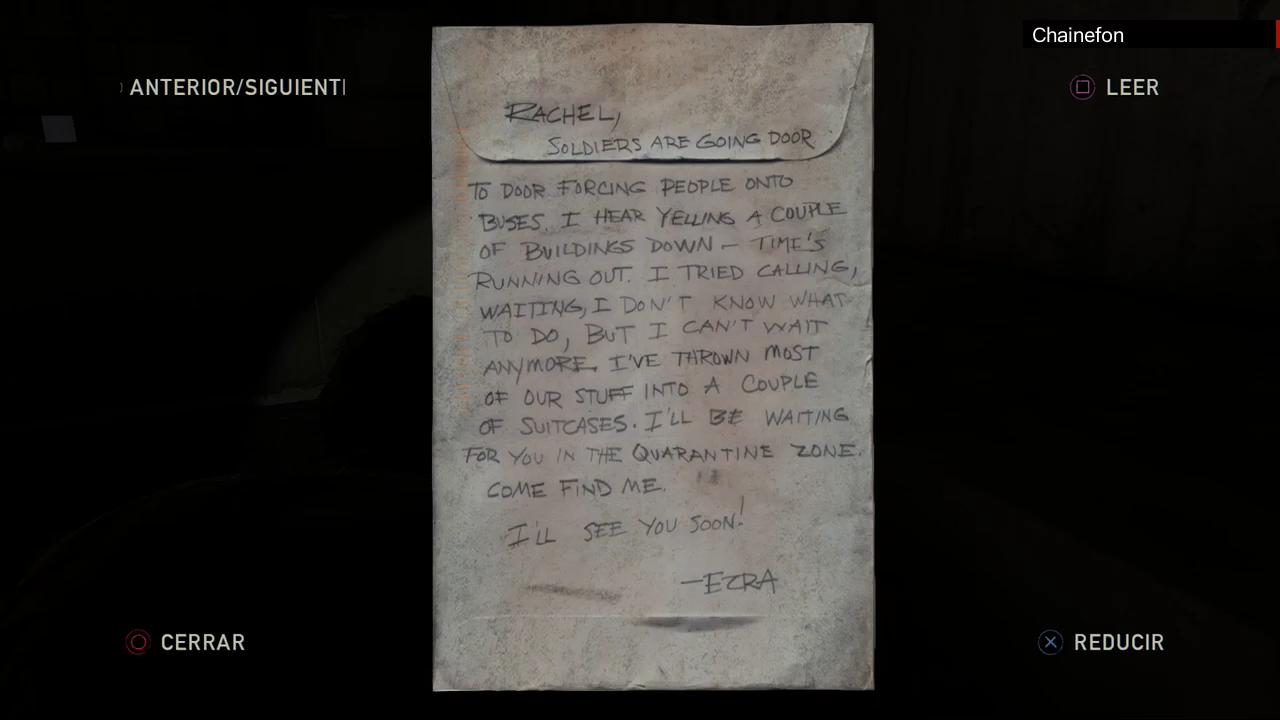 Chainefon
ANTERIOR/SIGUIENTE
LEER
RACHEL,
SOLDIERS ARE GOING DOOR
TO DOOR FORCING PEOPLE ONTO
BUSES. I HEAR YELLING A COUPLE
OF BUILDINGS DOWN – TIME'S
RUNNING OUT. I TRIED CALLING,
WAITING, I DON'T KNOW WHAT
TO DO, BUT I CAN'T WAIT
ANYMORE. I'VE THROWN MOST
OF OUR STUFF INTO A COUPLE
OF SUITCASES. I'LL BE WAITING
FOR YOU IN THE QUARANTINE ZONE.
COME FIND ME.
I'LL SEE YOU SOON!
—EZRA
CERRAR
REDUCIR